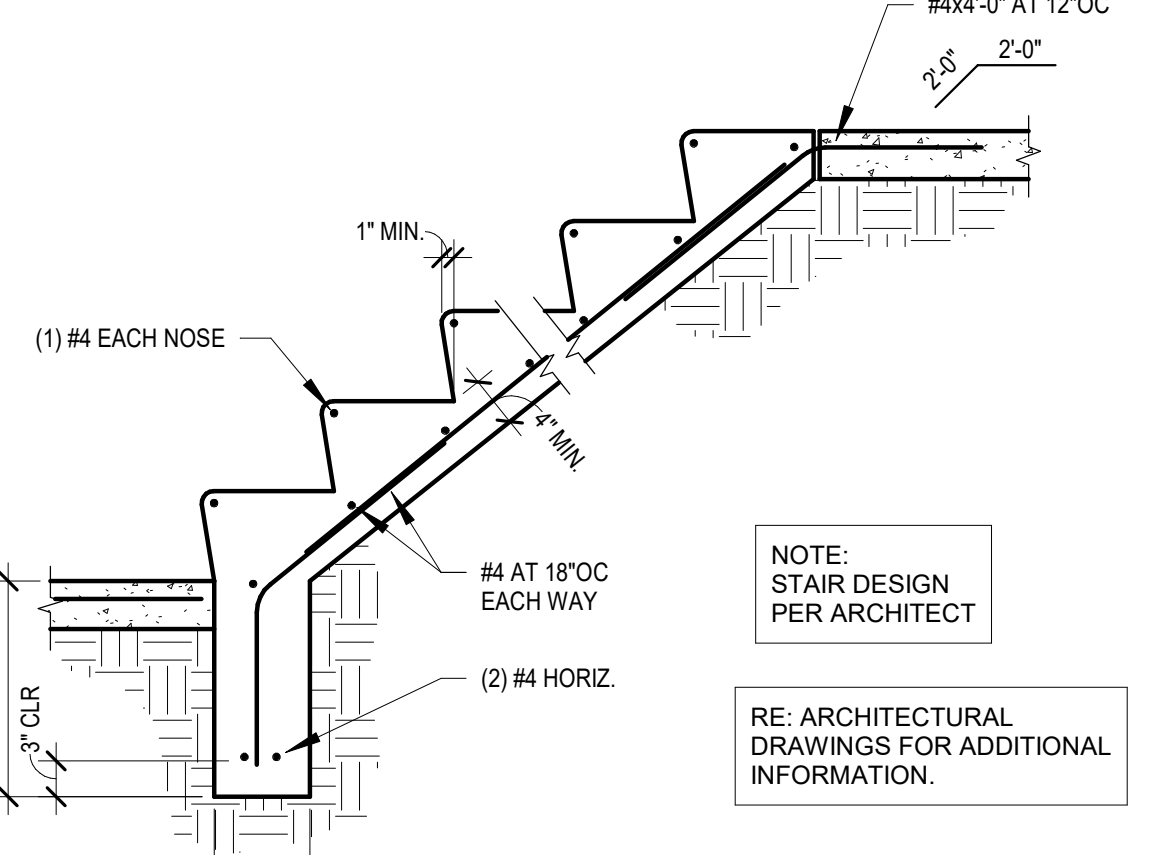 #4x4'-0" AT 12"OC
2'-0"
2'-0"
1" MIN.
(1) #4 EACH NOSE
4" MIN.
#4 AT 18"OC
EACH WAY
NOTE:
STAIR DESIGN
PER ARCHITECT
(2) #4 HORIZ.
3" CLR
RE: ARCHITECTURAL
DRAWINGS FOR ADDITIONAL
INFORMATION.